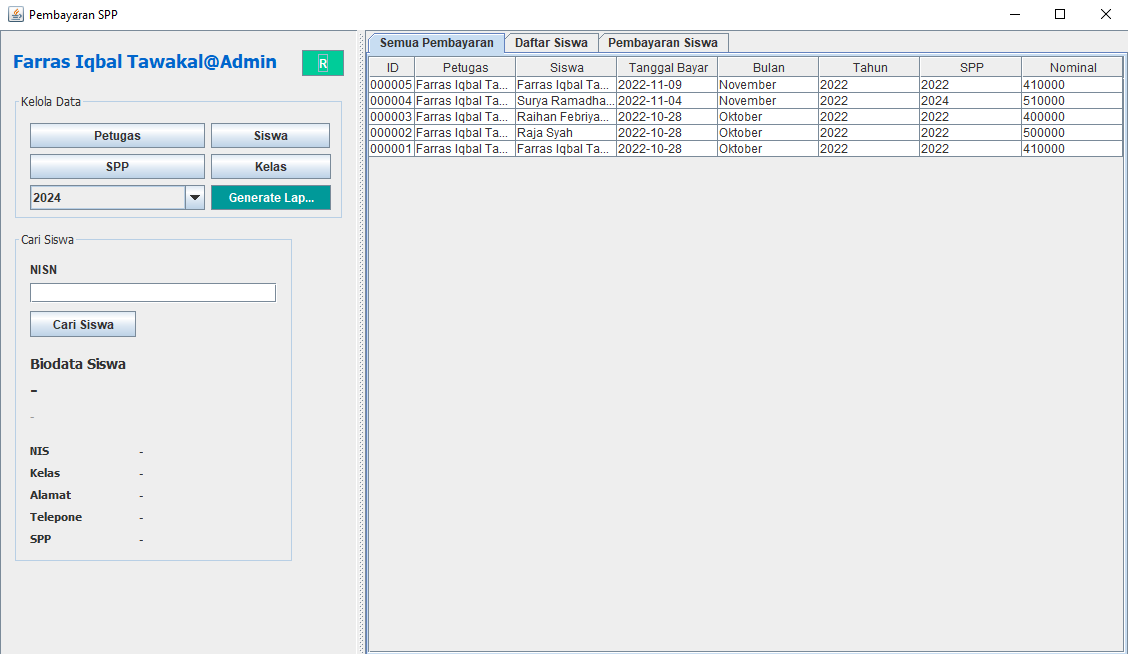 Pembayaran SPP
Farras Iqbal Tawakal@Admin
R
Kelola Data
Petugas Siswa
SPP Kelas
2024 Generate Lap...
Cari Siswa
NISN
Cari Siswa
Biodata Siswa
-
-
NIS -
Kelas -
Alamat -
Telepone -
SPP -
Semua Pembayaran Daftar Siswa Pembayaran Siswa
ID Petugas Siswa Tanggal Bayar Bulan Tahun SPP Nominal
000005 Farras Iqbal Ta... Farras Iqbal Ta... 2022-11-09 November 2022 2022 410000
000004 Farras Iqbal Ta... Surya Ramadha... 2022-11-04 November 2022 2024 510000
000003 Farras Iqbal Ta... Raihan Febriya... 2022-10-28 Oktober 2022 2022 400000
000002 Farras Iqbal Ta... Raja Syah 2022-10-28 Oktober 2022 2022 500000
000001 Farras Iqbal Ta... Farras Iqbal Ta... 2022-10-28 Oktober 2022 2022 410000